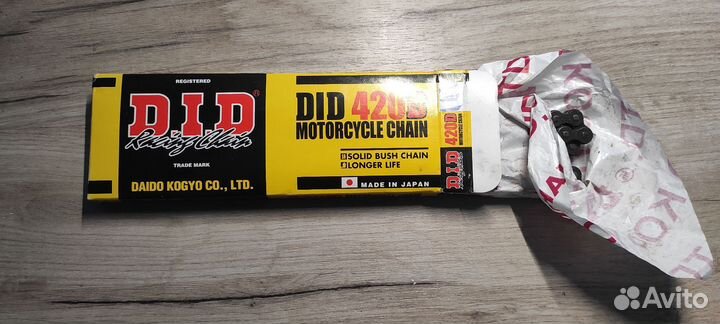 REGISTERED
D.I.D®
Racing Chain
TRADE MARK
DAIDO KOGYO CO., LTD.
DID 420D
MOTORCYCLE CHAIN
SOLID BUSH CHAIN
LONGER LIFE
MADE IN JAPAN
D.I.D 420D
Avito